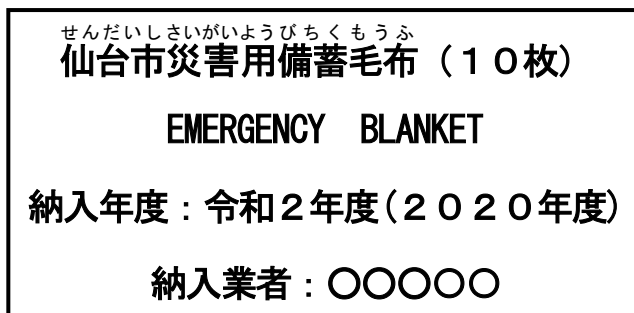 せんだいしさいがいようびちくもうふ
仙台市災害用備蓄毛布（１０枚）
EMERGENCY　BLANKET
納入年度：令和２年度（２０２０年度）
納入業者：〇〇〇〇〇